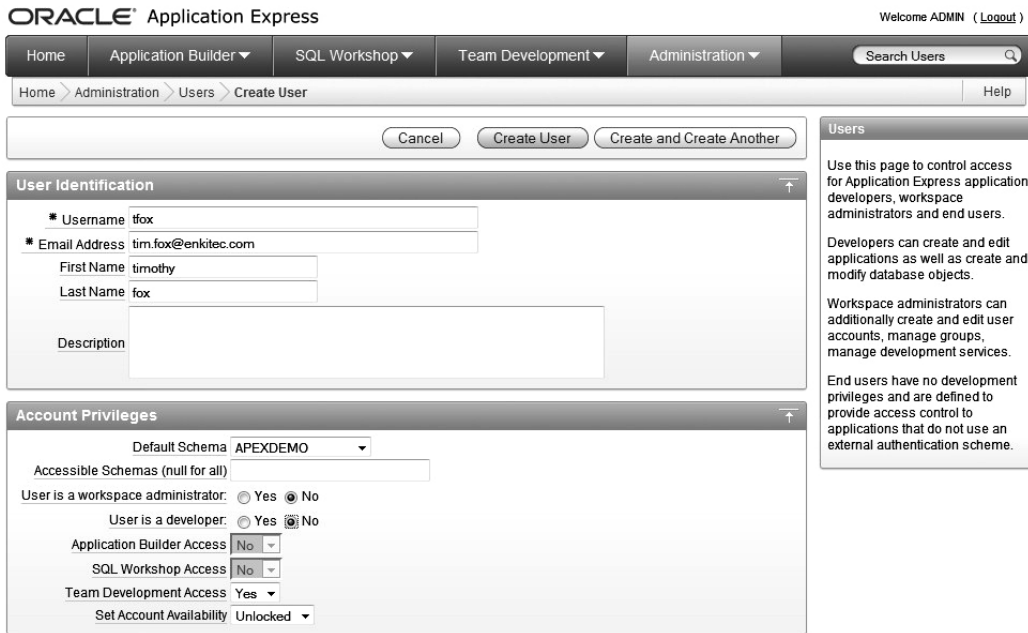 ORACLE Application Express
Welcome ADMIN ( Logout )
Home Application Builder SQL Workshop Team Development Administration Search Users
Home Administration Users Create User Help
Cancel Create User Create and Create Another
User Identification
* Username tfox
* Email Address tim.fox@enkitec.com
First Name timothy
Last Name fox
Description
Account Privileges
Default Schema APEXDEMO
Accessible Schemas (null for all)
User is a workspace administrator: Yes No
User is a developer: Yes No
Application Builder Access No
SQL Workshop Access No
Team Development Access Yes
Set Account Availability Unlocked
Users
Use this page to control access
for Application Express application
developers, workspace
administrators and end users.
Developers can create and edit
applications as well as create and
modify database objects.
Workspace administrators can
additionally create and edit user
accounts, manage groups,
manage development services.
End users have no development
privileges and are defined to
provide access control to
applications that do not use an
external authentication scheme.